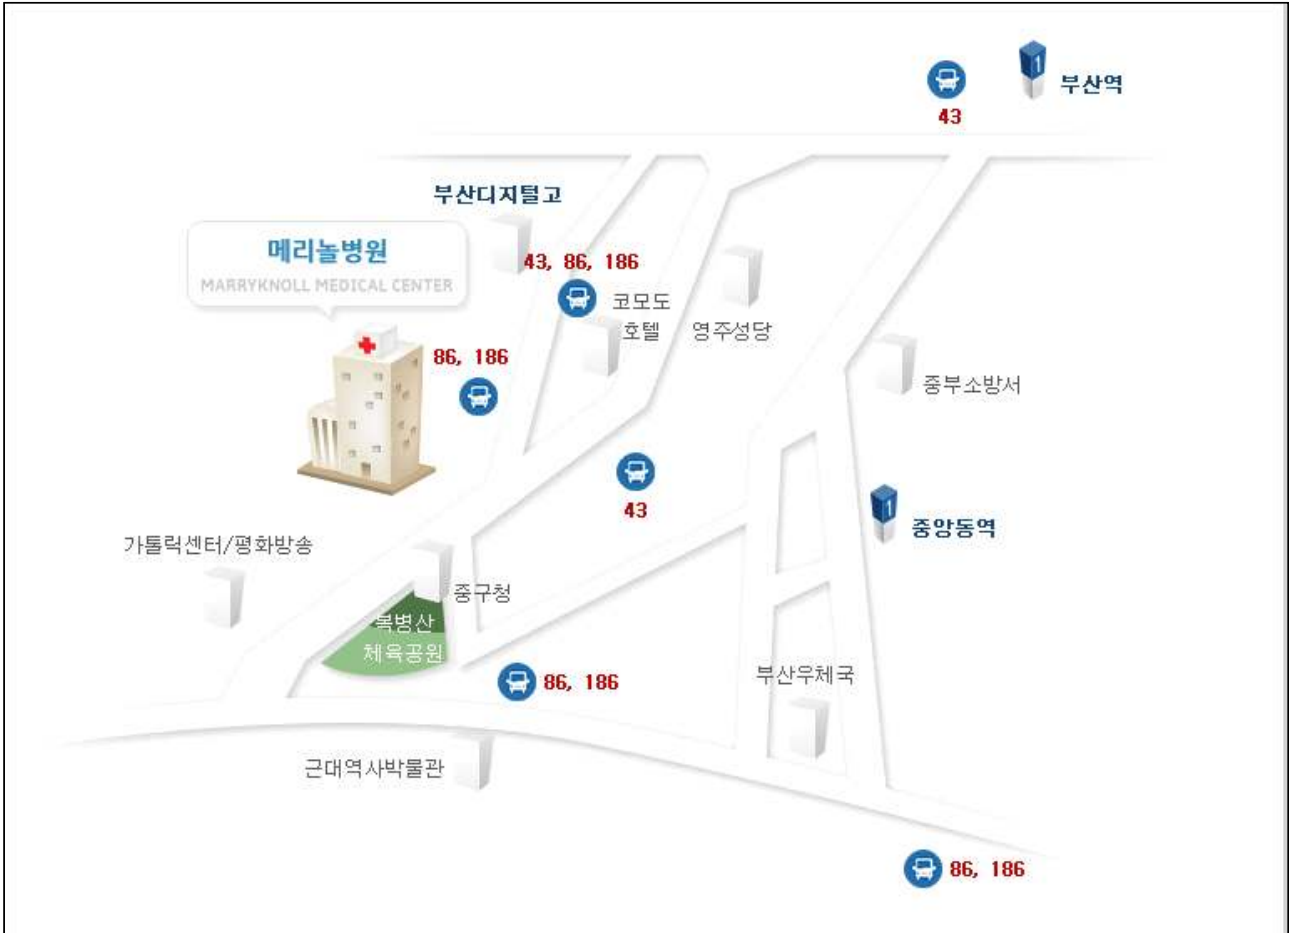 1
부산역
43
부산디지털고
메리놀병원
MARRYKNOLL MEDICAL CENTER
43, 86, 186
코모도
호텔
영주성당
86, 186
중부소방서
43
1
중앙동역
가톨릭센터/평화방송
중구청
복병산
체육공원
86, 186
부산우체국
근대역사박물관
86, 186